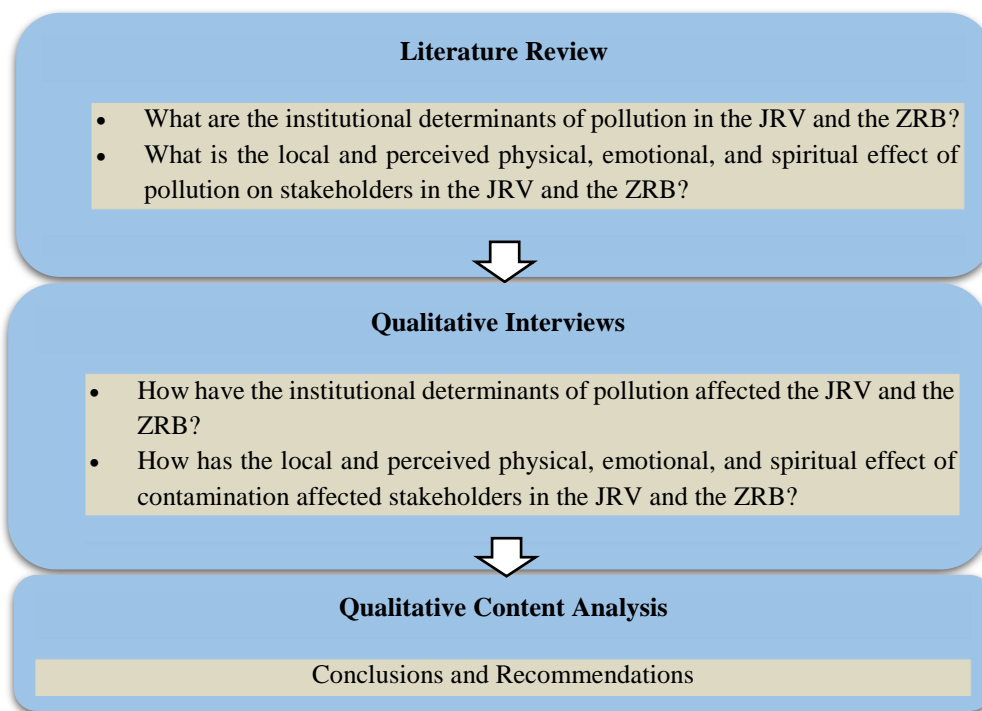 Literature Review
• What are the institutional determinants of pollution in the JRV and the ZRB?
• What is the local and perceived physical, emotional, and spiritual effect of
pollution on stakeholders in the JRV and the ZRB?
Qualitative Interviews
• How have the institutional determinants of pollution affected the JRV and the
ZRB?
• How has the local and perceived physical, emotional, and spiritual effect of
contamination affected stakeholders in the JRV and the ZRB?
Qualitative Content Analysis
Conclusions and Recommendations